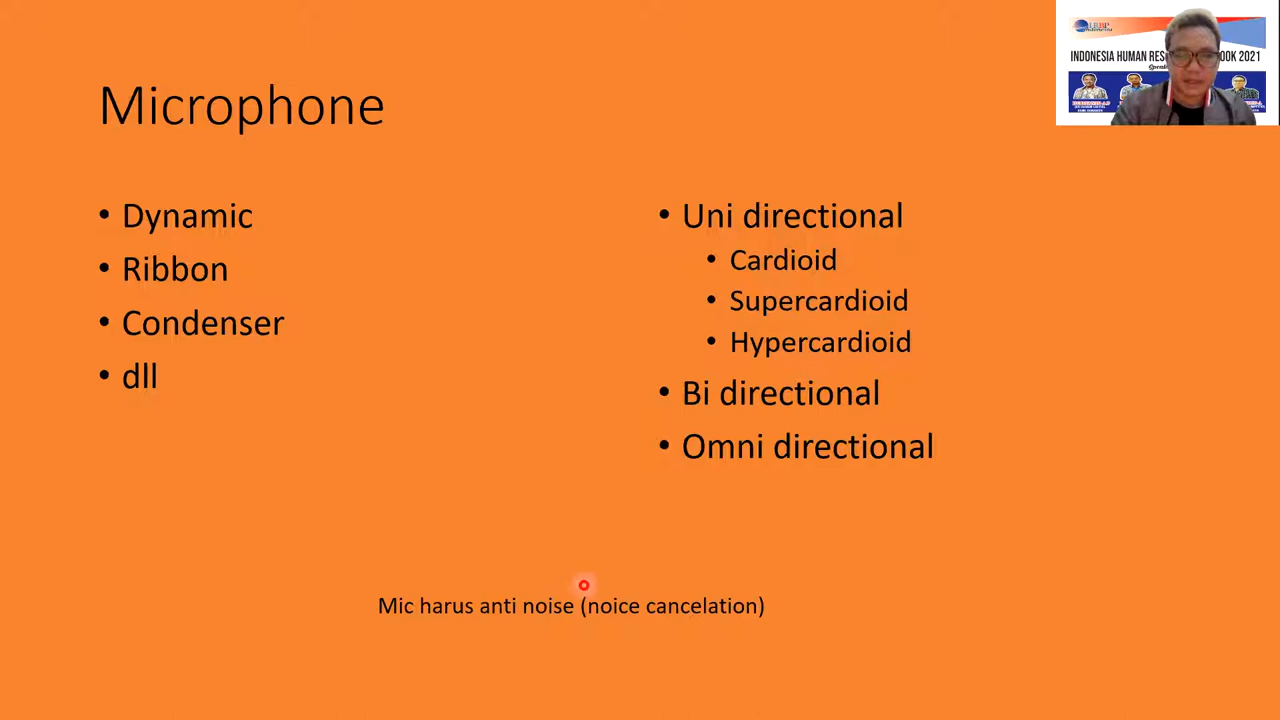 Microphone
• Dynamic
• Ribbon
• Condenser
• dll
• Uni directional
• Cardioid
• Supercardioid
• Hypercardioid
• Bi directional
• Omni directional
Mic harus anti noise (noice cancelation)
Indonesia
INDONESIA HUMAN RES
OOK 2021